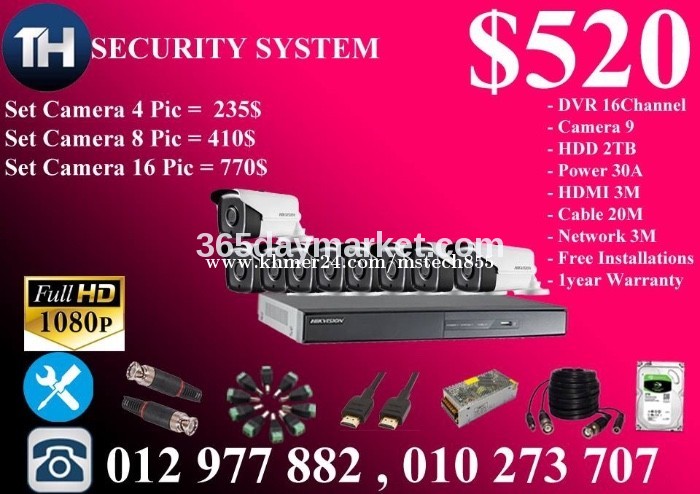 TH SECURITY SYSTEM
$520
Set Camera 4 Pic = 235$
Set Camera 8 Pic = 410$
Set Camera 16 Pic = 770$
- DVR 16Channel
- Camera 9
- HDD 2TB
- Power 30A
- HDMI 3M
- Cable 20M
- Network 3M
- Free Installations
- 1year Warranty
HIKVISION
365daymarket.com
www.khmer24.com/mstech855
HIKVISION
HIKVISION
Full HD
1080P
012 977 882 , 010 273 707